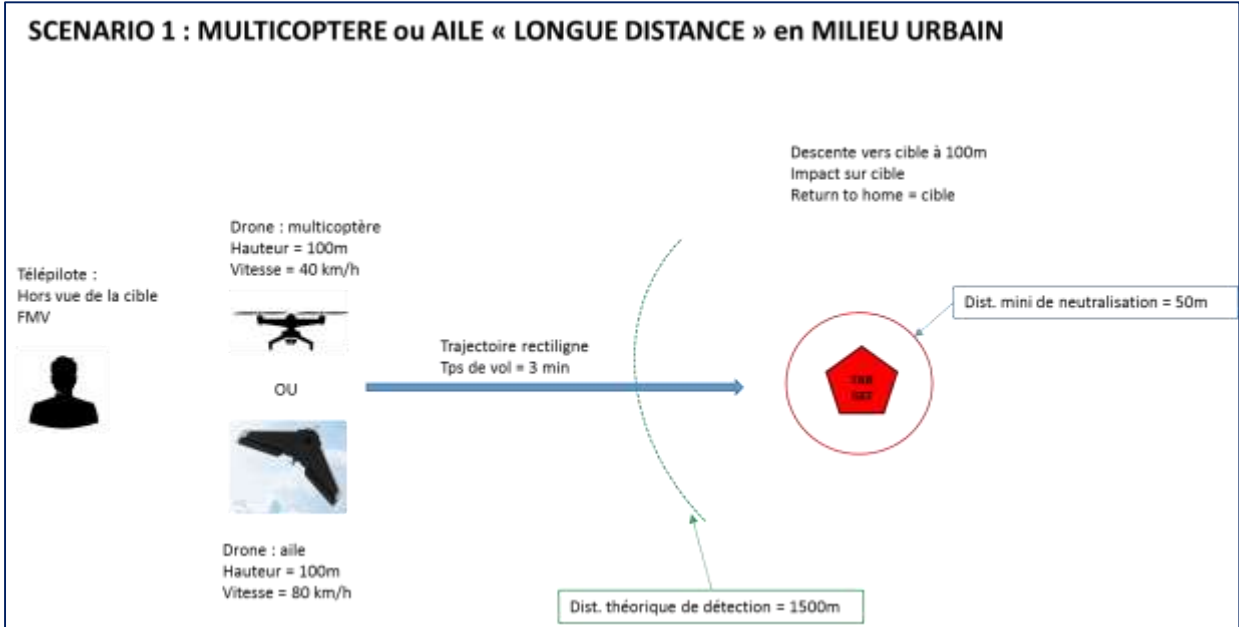 SCENARIO 1 : MULTICOPTERE ou AILE « LONGUE DISTANCE » en MILIEU URBAIN
Descente vers cible à 100m
Impact sur cible
Return to home = cible
Drone : multicoptère
Hauteur = 100m
Vitesse = 40 km/h
Télépilote :
Hors vue de la cible
FMV
Dist. mini de neutralisation = 50m
Trajectoire rectiligne
Tps de vol = 3 min
OU
TAR
GET
Drone : aile
Hauteur = 100m
Vitesse = 80 km/h
Dist. théorique de détection = 1500m